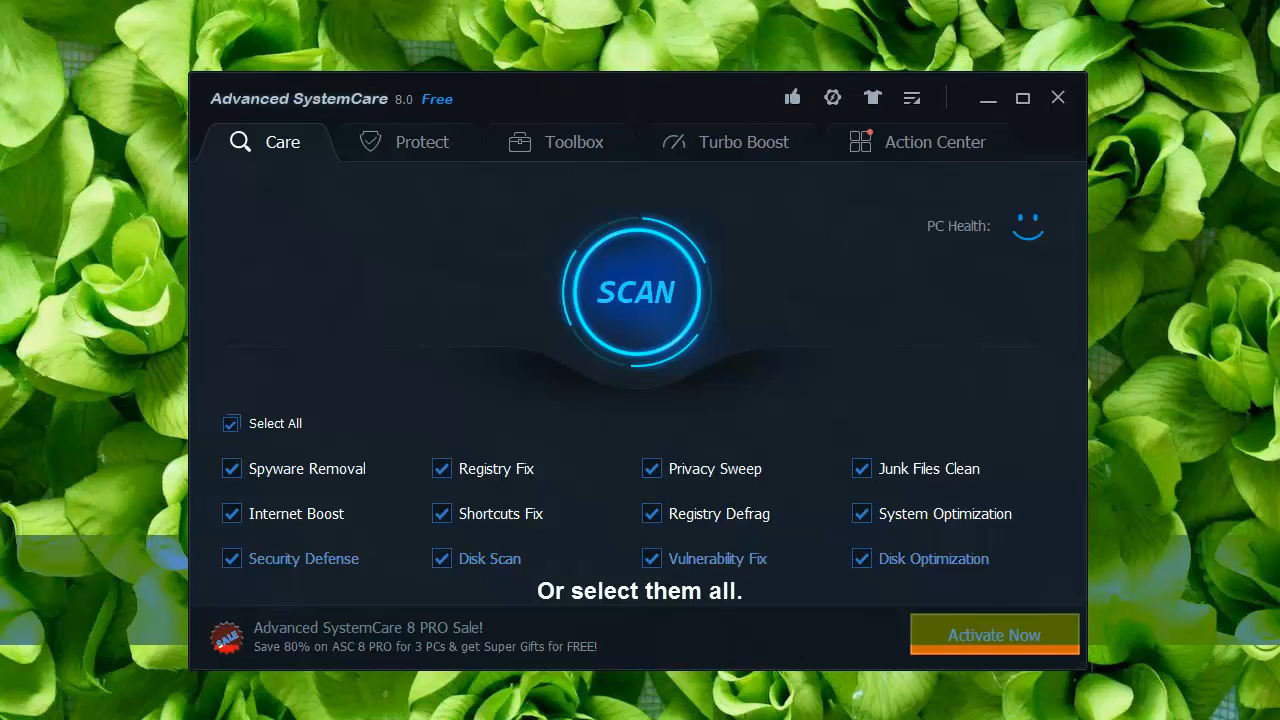 Advanced SystemCare 8.0 Free
Care Protect Toolbox Turbo Boost Action Center
PC Health:
SCAN
Select All
Spyware Removal Registry Fix Privacy Sweep Junk Files Clean
Internet Boost Shortcuts Fix Registry Defrag System Optimization
Security Defense Disk Scan Vulnerability Fix Disk Optimization
Or select them all.
SALE
Advanced SystemCare 8 PRO Sale!
Save 80% on ASC 8 PRO for 3 PCs & get Super Gifts for FREE!
Activate Now